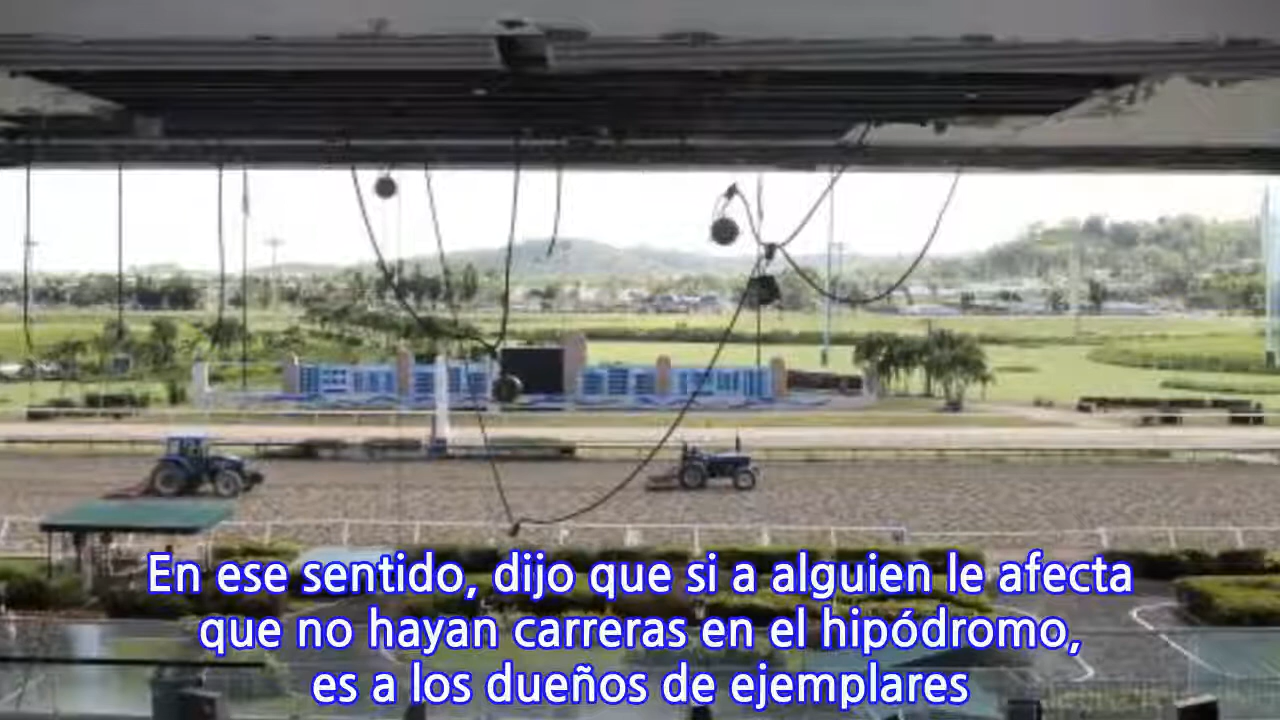 En ese sentido, dijo que si a alguien le afecta
que no hayan carreras en el hipódromo,
es a los dueños de ejemplares